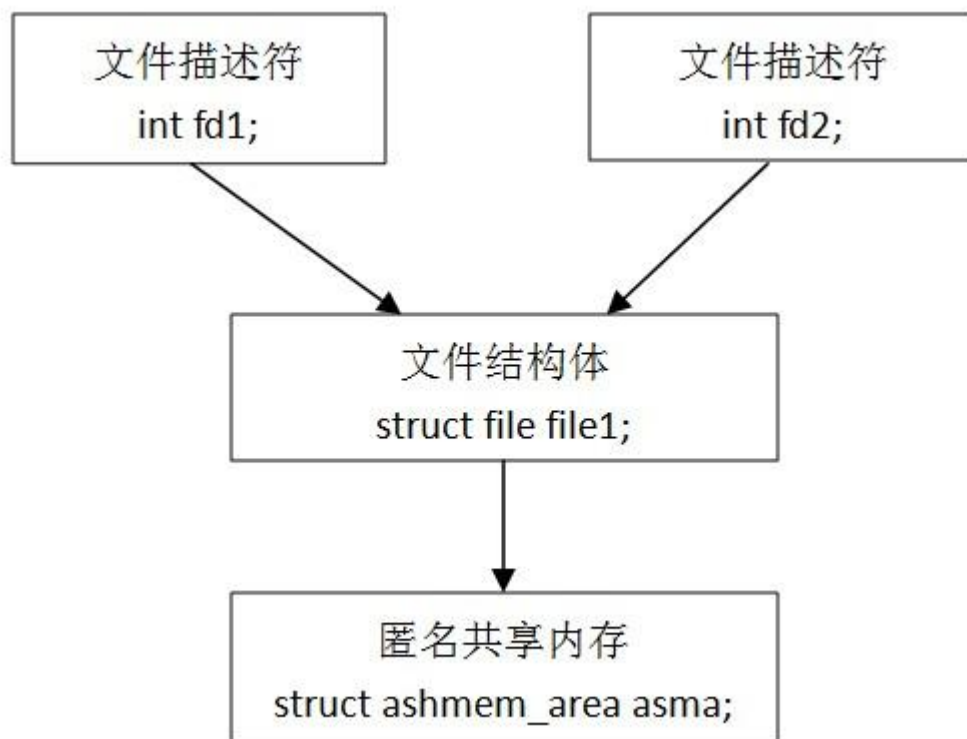 文件描述符
int fd1;
文件描述符
int fd2;
文件结构体
struct file file1;
匿名共享内存
struct ashmem_area asma;